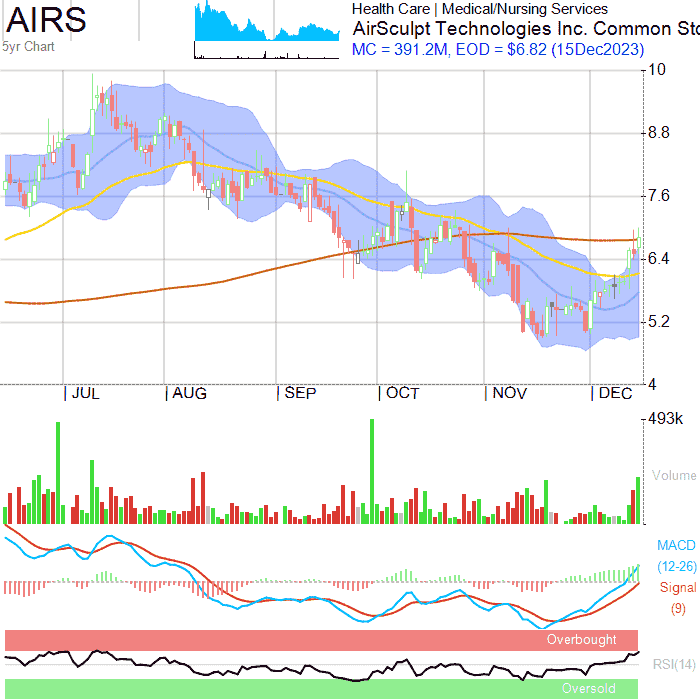 AIRS
5yr Chart
Health Care | Medical/Nursing Services
AirSculpt Technologies Inc. Common Sto
MC = 391.2M, EOD = $6.82 (15Dec2023)
10
8.8
7.6
6.4
5.2
4
| JUL | AUG | SEP | OCT | NOV | DEC
493k
Volume
MACD
(12-26)
Signal
(9)
Overbought
RSI(14)
Oversold